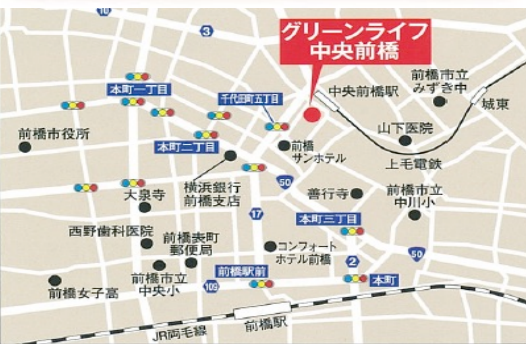 10
3
グリーンライフ
中央前橋
中央前橋駅
前橋市立
みずき中
城東
本町一丁目
千代田町五丁目
前橋市役所
本町二丁目
前橋
サンホテル
山下医院
上毛電鉄
横浜銀行
前橋支店
50
大泉寺
善行寺
前橋市立
中川小
17
本町三丁目
西野歯科医院
前橋表町
郵便局
コンフォート
ホテル前橋
50
2
前橋市立
中央小
前橋駅前
本町
109
前橋女子高
JR両毛線
前橋駅